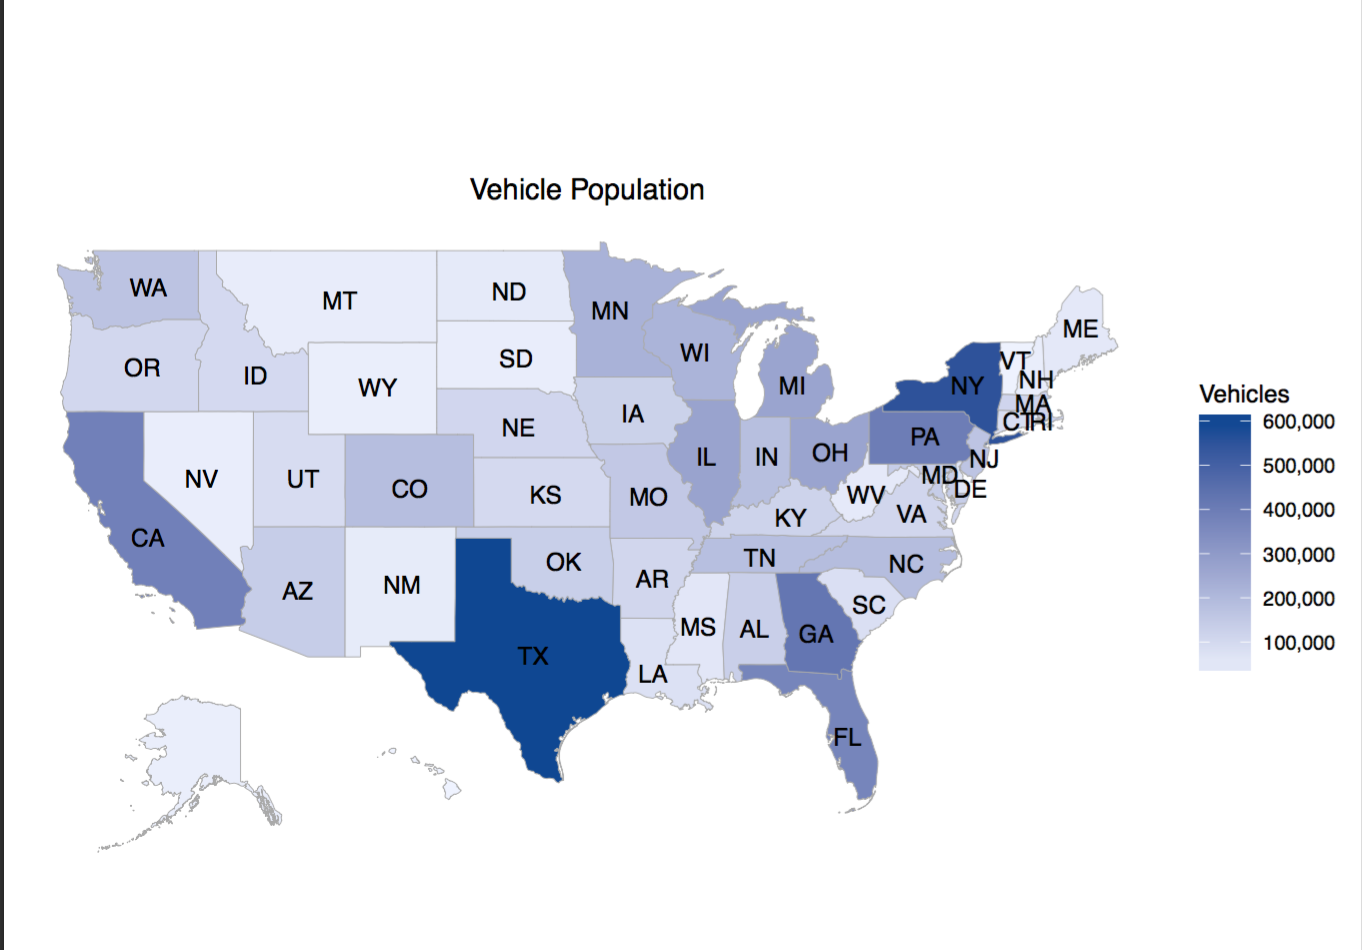 Vehicle Population
WA
MT
ND
MN
OR
ID
WY
SD
WI
MI
NY
VT
NH
ME
MA
CT
RI
NV
UT
CO
NE
IA
IL
IN
OH
PA
NJ
MD
DE
CA
KS
MO
KY
WV
VA
AZ
NM
OK
AR
TN
NC
SC
TX
LA
MS
AL
GA
FL
Vehicles
600,000
500,000
400,000
300,000
200,000
100,000